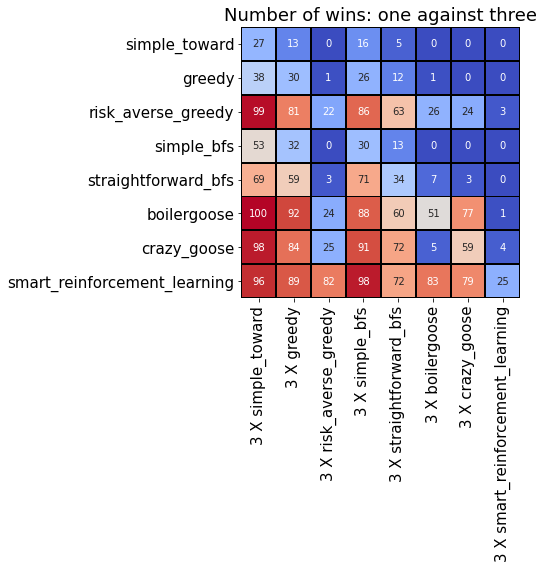 Number of wins: one against three
simple_toward 27 13 0 16 5 0 0 0
greedy 38 30 1 26 12 1 0 0
risk_averse_greedy 99 81 22 86 63 26 24 3
simple_bfs 53 32 0 30 13 0 0 0
straightforward_bfs 69 59 3 71 34 7 3 0
boilergoose 100 92 24 88 60 51 77 1
crazy_goose 98 84 25 91 72 5 59 4
smart_reinforcement_learning 96 89 82 98 72 83 79 25
3 X simple_toward
3 X greedy
3 X risk_averse_greedy
3 X simple_bfs
3 X straightforward_bfs
3 X boilergoose
3 X crazy_goose
3 X smart_reinforcement_learning